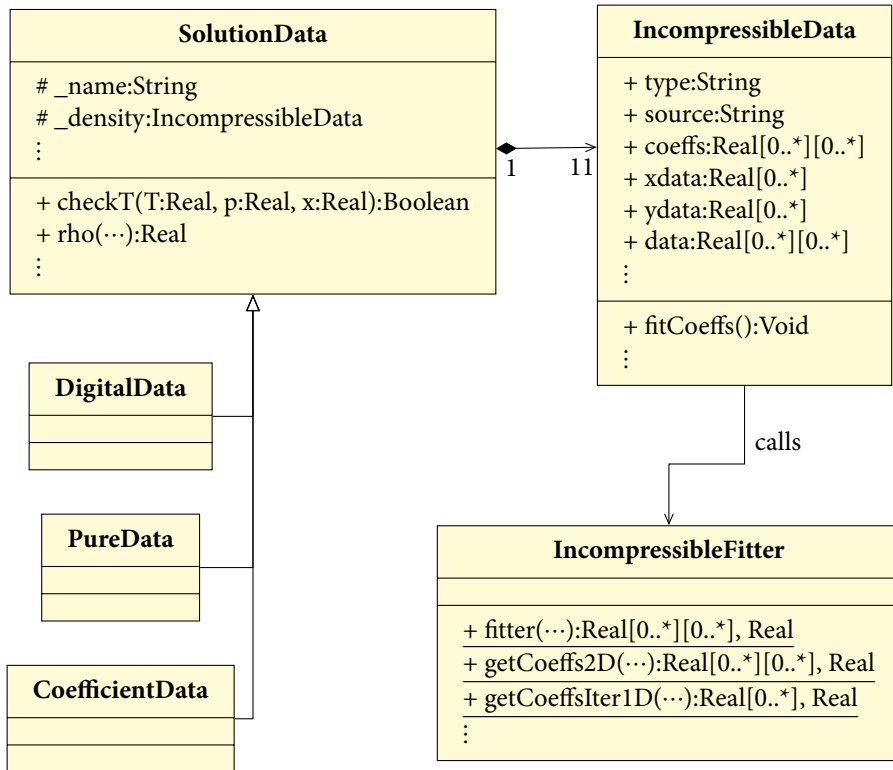 SolutionData
# _name:String
# _density:IncompressibleData
⋮
+ checkT(T:Real, p:Real, x:Real):Boolean
+ rho(⋯):Real
⋮
1
11
IncompressibleData
+ type:String
+ source:String
+ coeffs:Real[0..*][0..*]
+ xdata:Real[0..*]
+ ydata:Real[0..*]
+ data:Real[0..*][0..*]
⋮
+ fitCoeffs():Void
⋮
calls
DigitalData
PureData
CoefficientData
IncompressibleFitter
+ fitter(⋯):Real[0..*][0..*], Real
+ getCoeffs2D(⋯):Real[0..*][0..*], Real
+ getCoeffsIter1D(⋯):Real[0..*], Real
⋮